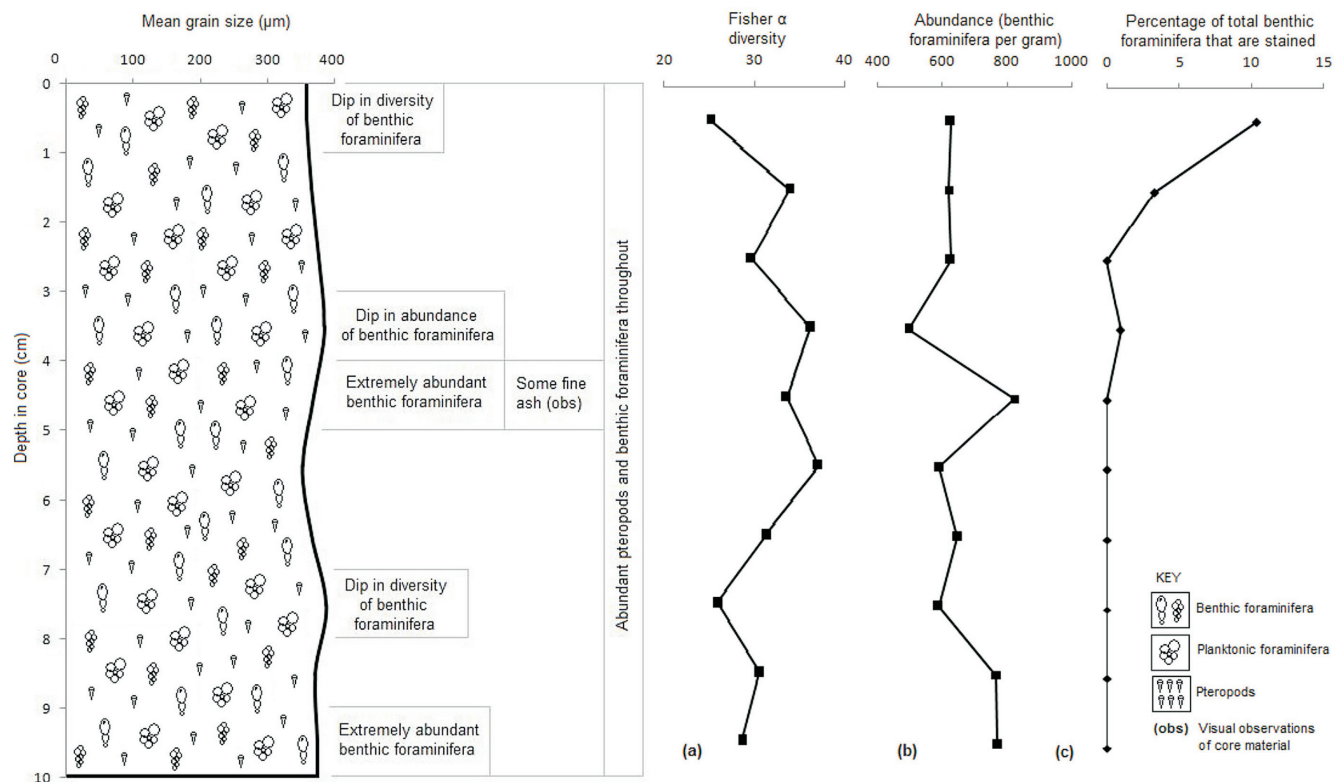 Mean grain size (µm)
0 100 200 300 400
Depth in core (cm)
0
1
2
3
4
5
6
7
8
9
10
Dip in diversity
of benthic
foraminifera
Dip in abundance
of benthic foraminifera
Extremely abundant
benthic foraminifera
Some fine
ash (obs)
Dip in diversity
of benthic
foraminifera
Extremely abundant
benthic foraminifera
Abundant pteropods and benthic foraminifera throughout
Fisher α
diversity
20 30 40
(a)
Abundance (benthic
foraminifera per gram)
400 600 800 1000
(b)
Percentage of total benthic
foraminifera that are stained
0 5 10 15
(c)
KEY
Benthic foraminifera
Planktonic foraminifera
Pteropods
(obs) Visual observations
of core material